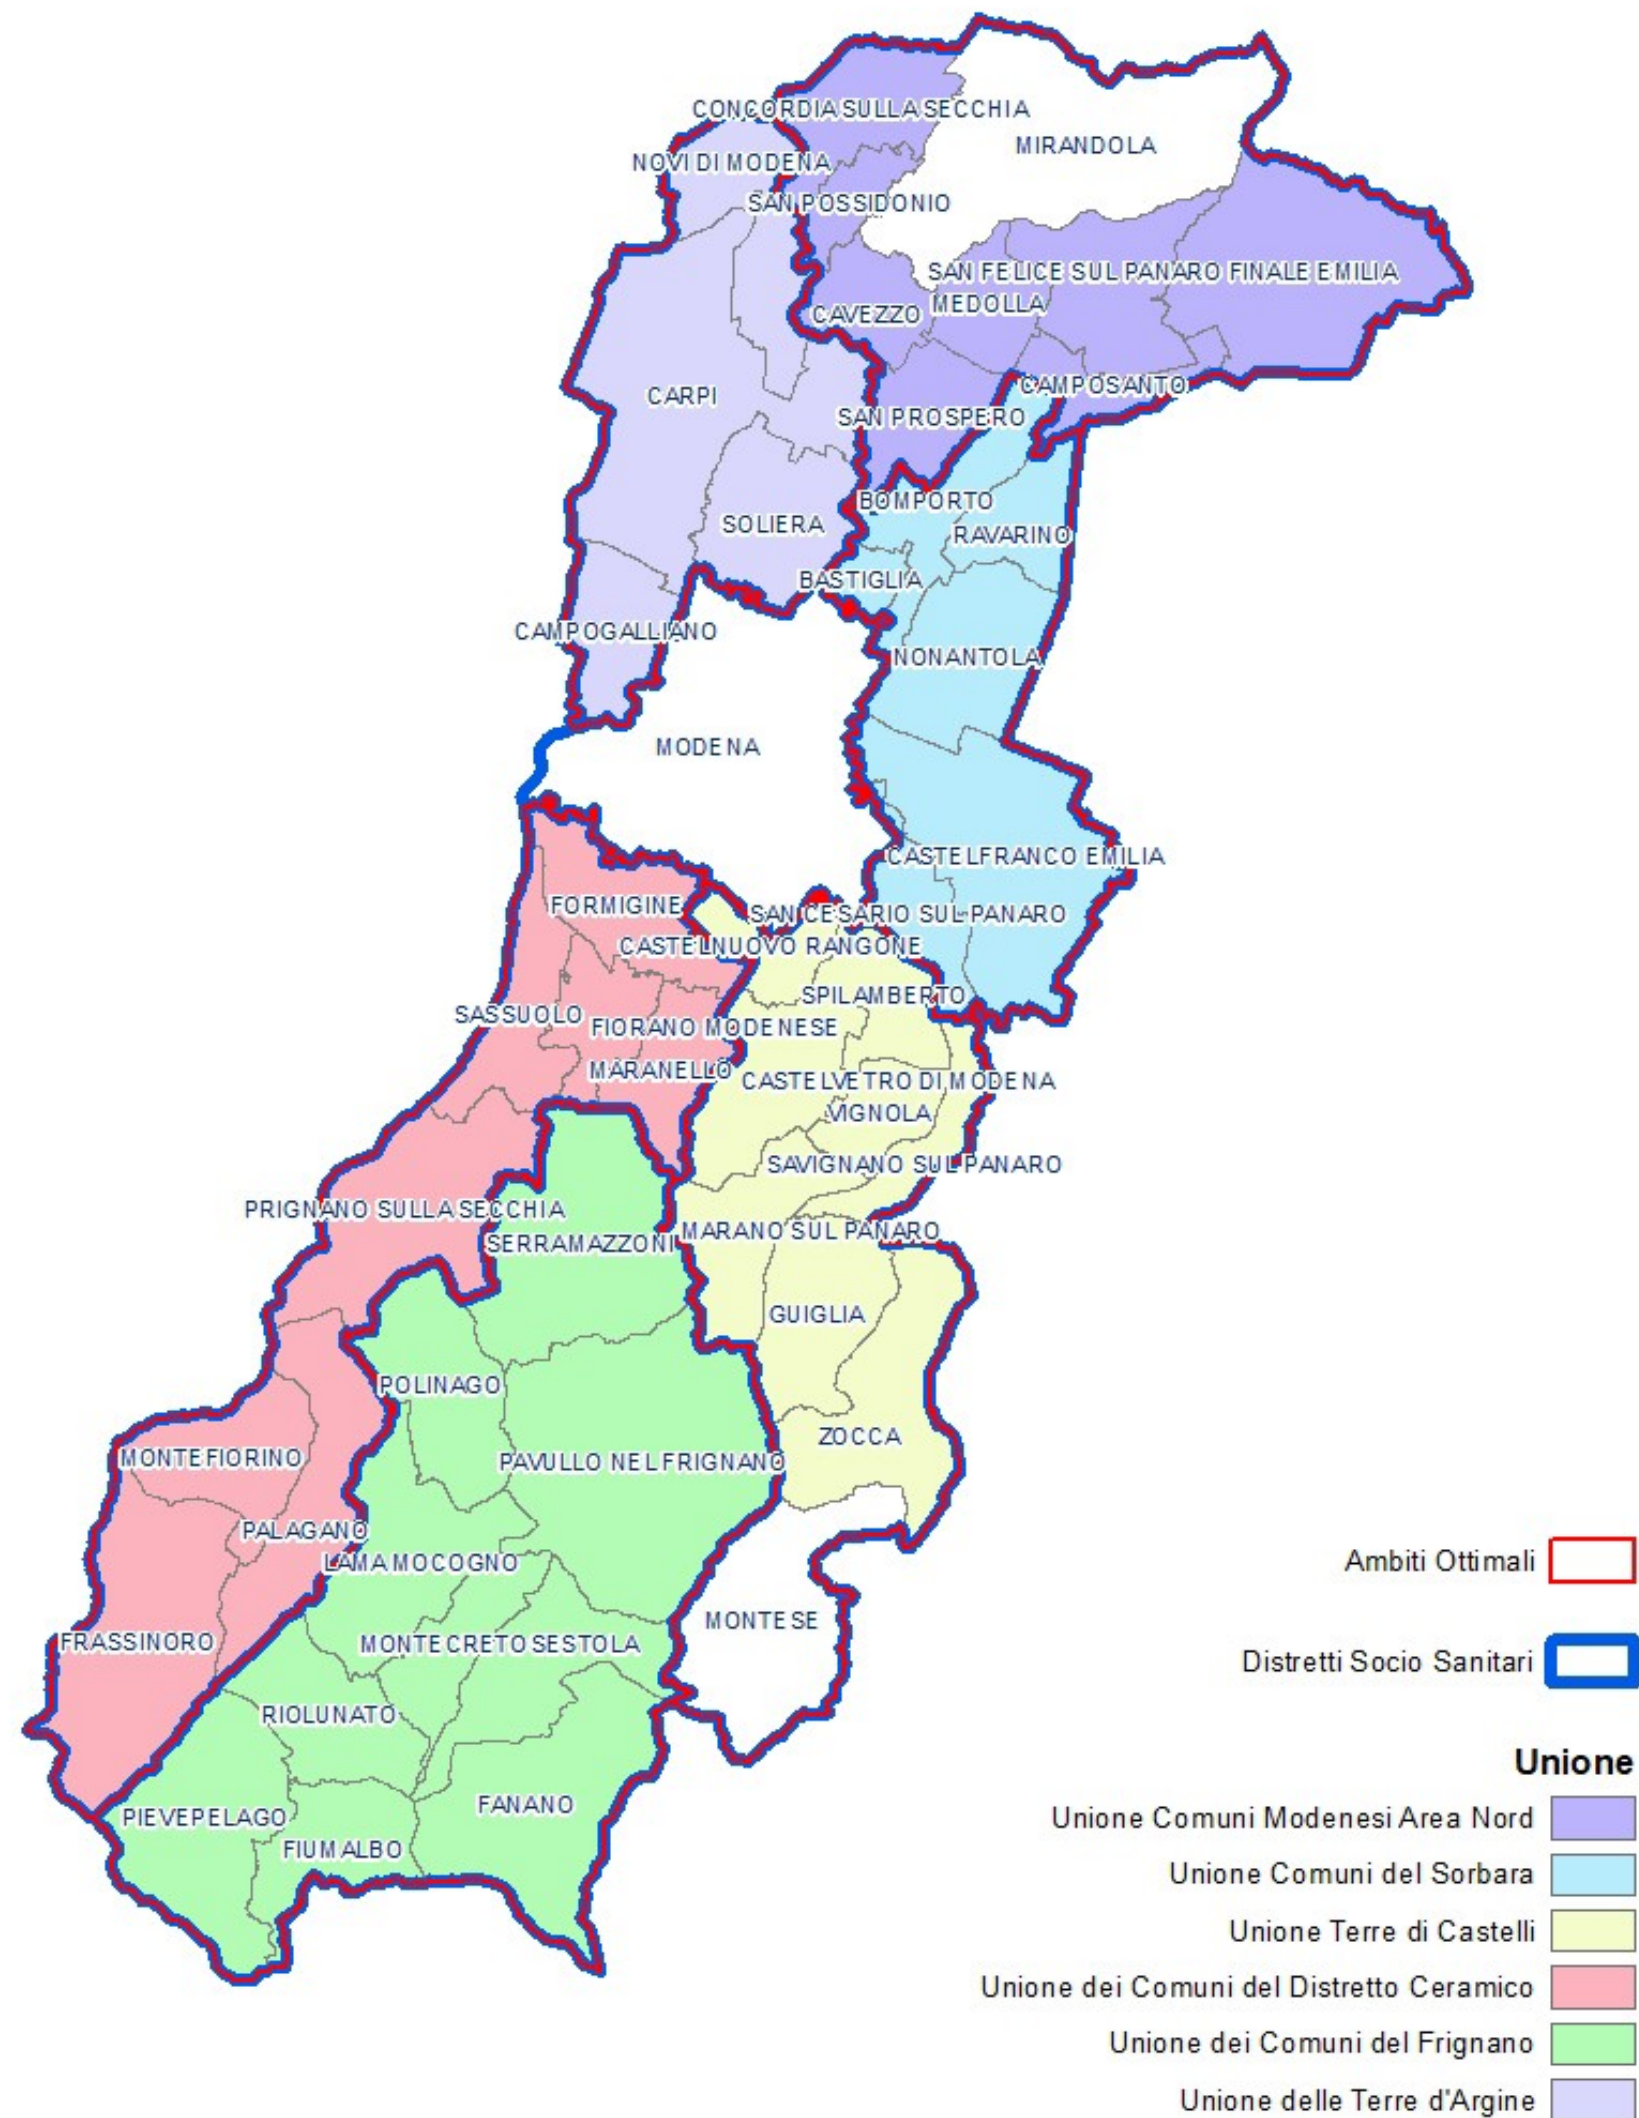 CONCORDIA SULLA SECCHIA
MIRANDOLA
NOVI DI MODENA
SAN POSSIDONIO
SAN FELICE SUL PANARO
FINALE EMILIA
MEDOLLA
CAVEZZO
CAMPOSANTO
CARPI
SAN PROSPERO
BOMPORTO
SOLIERA
RAVARINO
BASTIGLIA
CAMPOGALLIANO
NONANTOLA
MODENA
CASTELFRANCO EMILIA
FORMIGINE
SAN CESARIO SUL PANARO
CASTELNUOVO RANGONE
SPILAMBERTO
SASSUOLO
FIORANO MODENESE
MARANELLO
CASTELVETRO DI MODENA
VIGNOLA
SAVIGNANO SUL PANARO
PRIGNANO SULLA SECCHIA
MARANO SUL PANARO
SERRAMAZZONI
GUIGLIA
POLINAGO
ZOCCA
MONTEFIORINO
PAVULLO NEL FRIGNANO
PALAGANO
LAMA MOCOGNO
Ambiti Ottimali
MONTESE
FRASSINORO
MONTECRETO
SESTOLA
Distretti Socio Sanitari
RIOLUNATO
Unione
FANANO
PIEVEPELAGO
Unione Comuni Modenesi Area Nord
FIUMALBO
Unione Comuni del Sorbara
Unione Terre di Castelli
Unione dei Comuni del Distretto Ceramico
Unione dei Comuni del Frignano
Unione delle Terre d'Argine